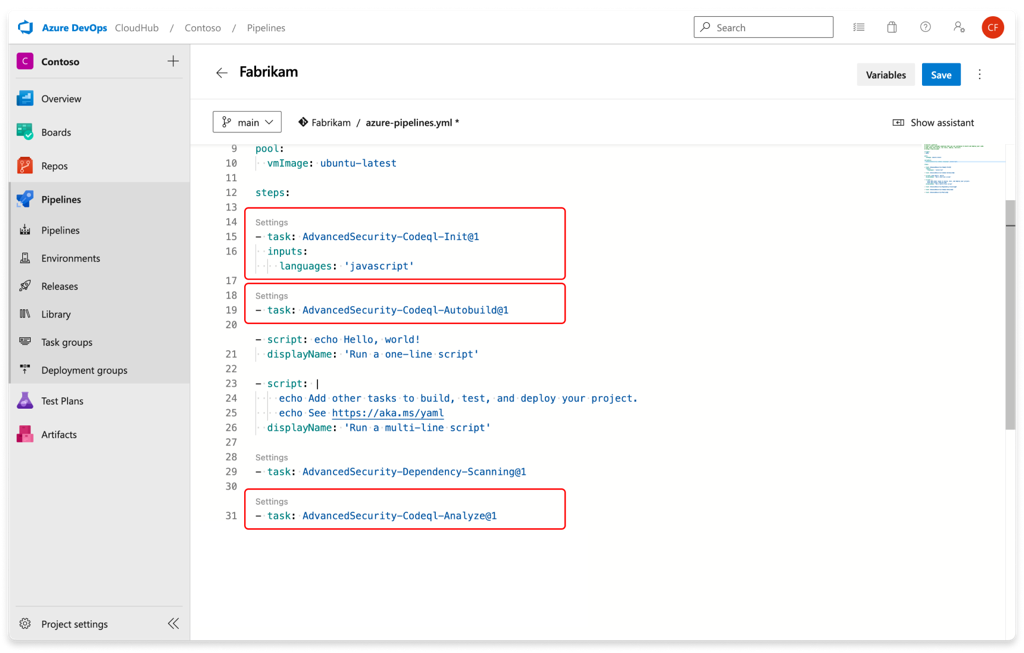 Azure DevOps CloudHub / Contoso / Pipelines
Search
CF
C Contoso
Overview
Boards
Repos
Pipelines
Pipelines
Environments
Releases
Library
Task groups
Deployment groups
Test Plans
Artifacts
Project settings
Fabrikam
Variables
Save
main
Fabrikam / azure-pipelines.yml *
Show assistant
9 pool:
10 vmImage: ubuntu-latest
11
12 steps:
13
14 Settings
15 - task: AdvancedSecurity-Codeql-Init@1
16 inputs:
languages: 'javascript'
17
18 Settings
19 - task: AdvancedSecurity-Codeql-Autobuild@1
20
- script: echo Hello, world!
21 displayName: 'Run a one-line script'
22
23 - script: |
24 echo Add other tasks to build, test, and deploy your project.
25 echo See https://aka.ms/yaml
26 displayName: 'Run a multi-line script'
27
28 Settings
29 - task: AdvancedSecurity-Dependency-Scanning@1
30
Settings
31 - task: AdvancedSecurity-Codeql-Analyze@1